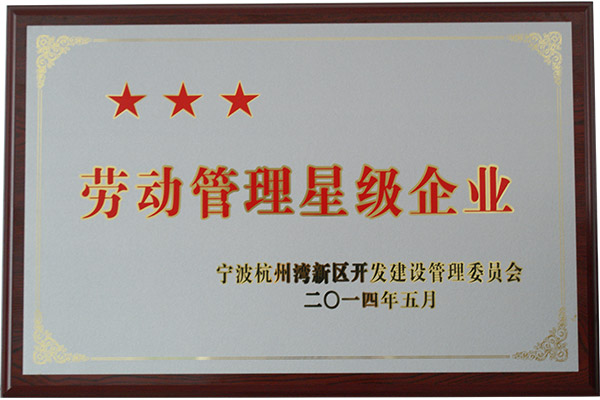 劳动管理星级企业
宁波杭州湾新区开发建设管理委员会
二〇一四年五月